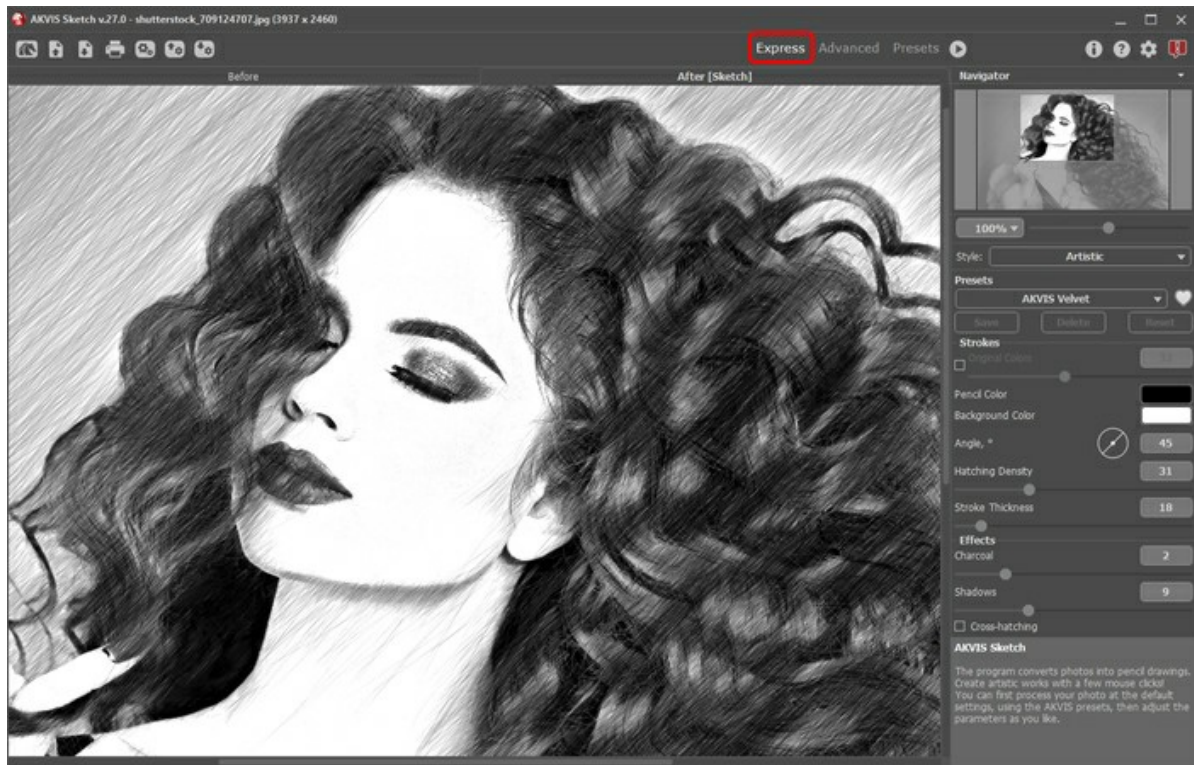 AKVIS Sketch v.27.0 - shutterstock_709124707.jpg (3937 x 2460)
Express Advanced Presets
Before
After [Sketch]
Navigator
100%
Style: Artistic
Presets
AKVIS Velvet
Save Delete Reset
Strokes
Original Colors
Pencil Color
Background Color
Angle, ° 45
Hatching Density 31
Stroke Thickness 18
Effects
Charcoal 2
Shadows 9
Cross-hatching
AKVIS Sketch
The program converts photos into pencil drawings.
Create artistic works with a few mouse clicks!
You can first process your photo at the default
settings, using the AKVIS presets, then adjust the
parameters as you like.